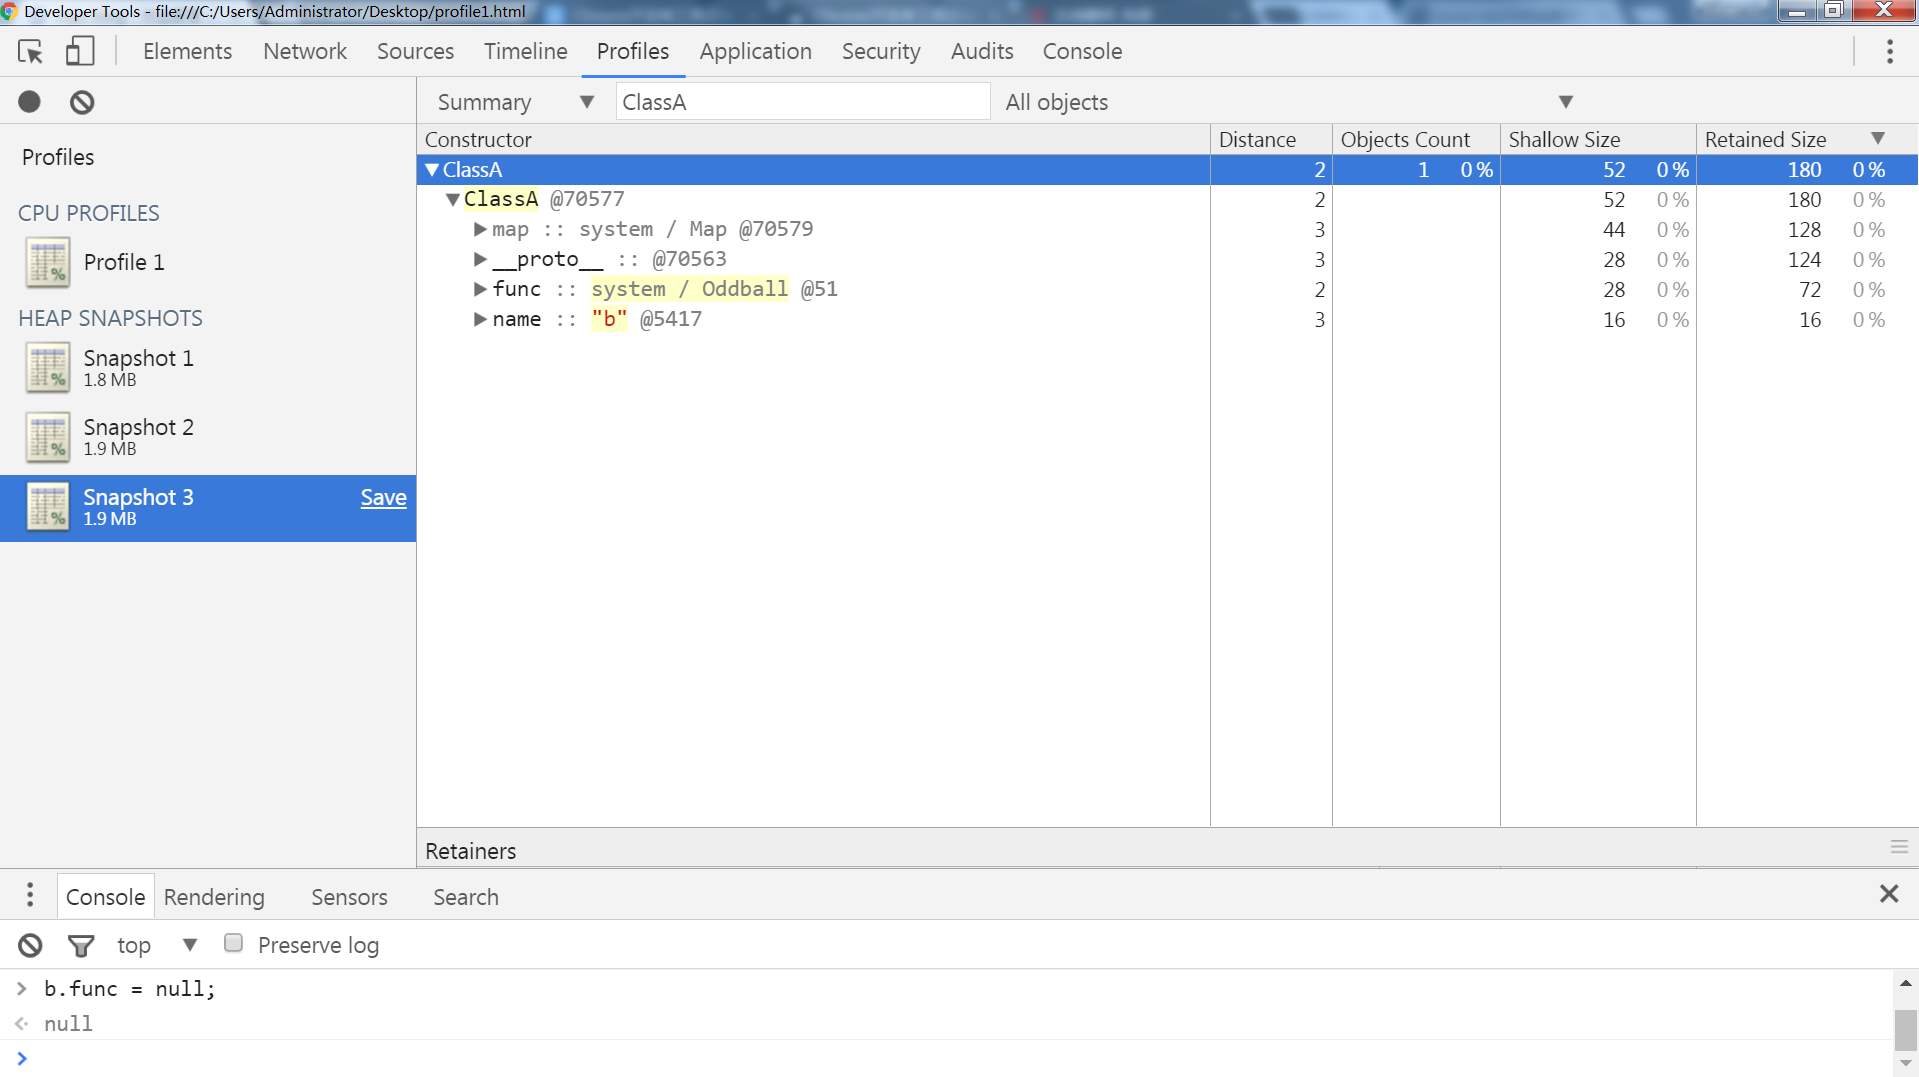 Developer Tools - file:///C:/Users/Administrator/Desktop/profile1.html
Elements Network Sources Timeline Profiles Application Security Audits Console
Summary ClassA All objects
Profiles
CPU PROFILES
Profile 1
HEAP SNAPSHOTS
Snapshot 1
1.8 MB
Snapshot 2
1.9 MB
Snapshot 3 Save
1.9 MB
Constructor Distance Objects Count Shallow Size Retained Size
ClassA 2 1 0 % 52 0 % 180 0 %
ClassA @70577 2 52 0 % 180 0 %
map :: system / Map @70579 3 44 0 % 128 0 %
__proto__ :: @70563 3 28 0 % 124 0 %
func :: system / Oddball @51 2 28 0 % 72 0 %
name :: "b" @5417 3 16 0 % 16 0 %
Retainers
Console Rendering Sensors Search
top Preserve log
> b.func = null;
null
>